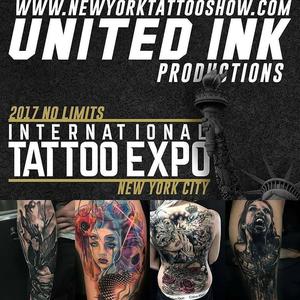 WWW.NEWYORKTATTOOSHOW.COM
UNITED INK
PRODUCTIONS
2017 NO LIMITS
INTERNATIONAL
TATTOO EXPO
NEW YORK CITY